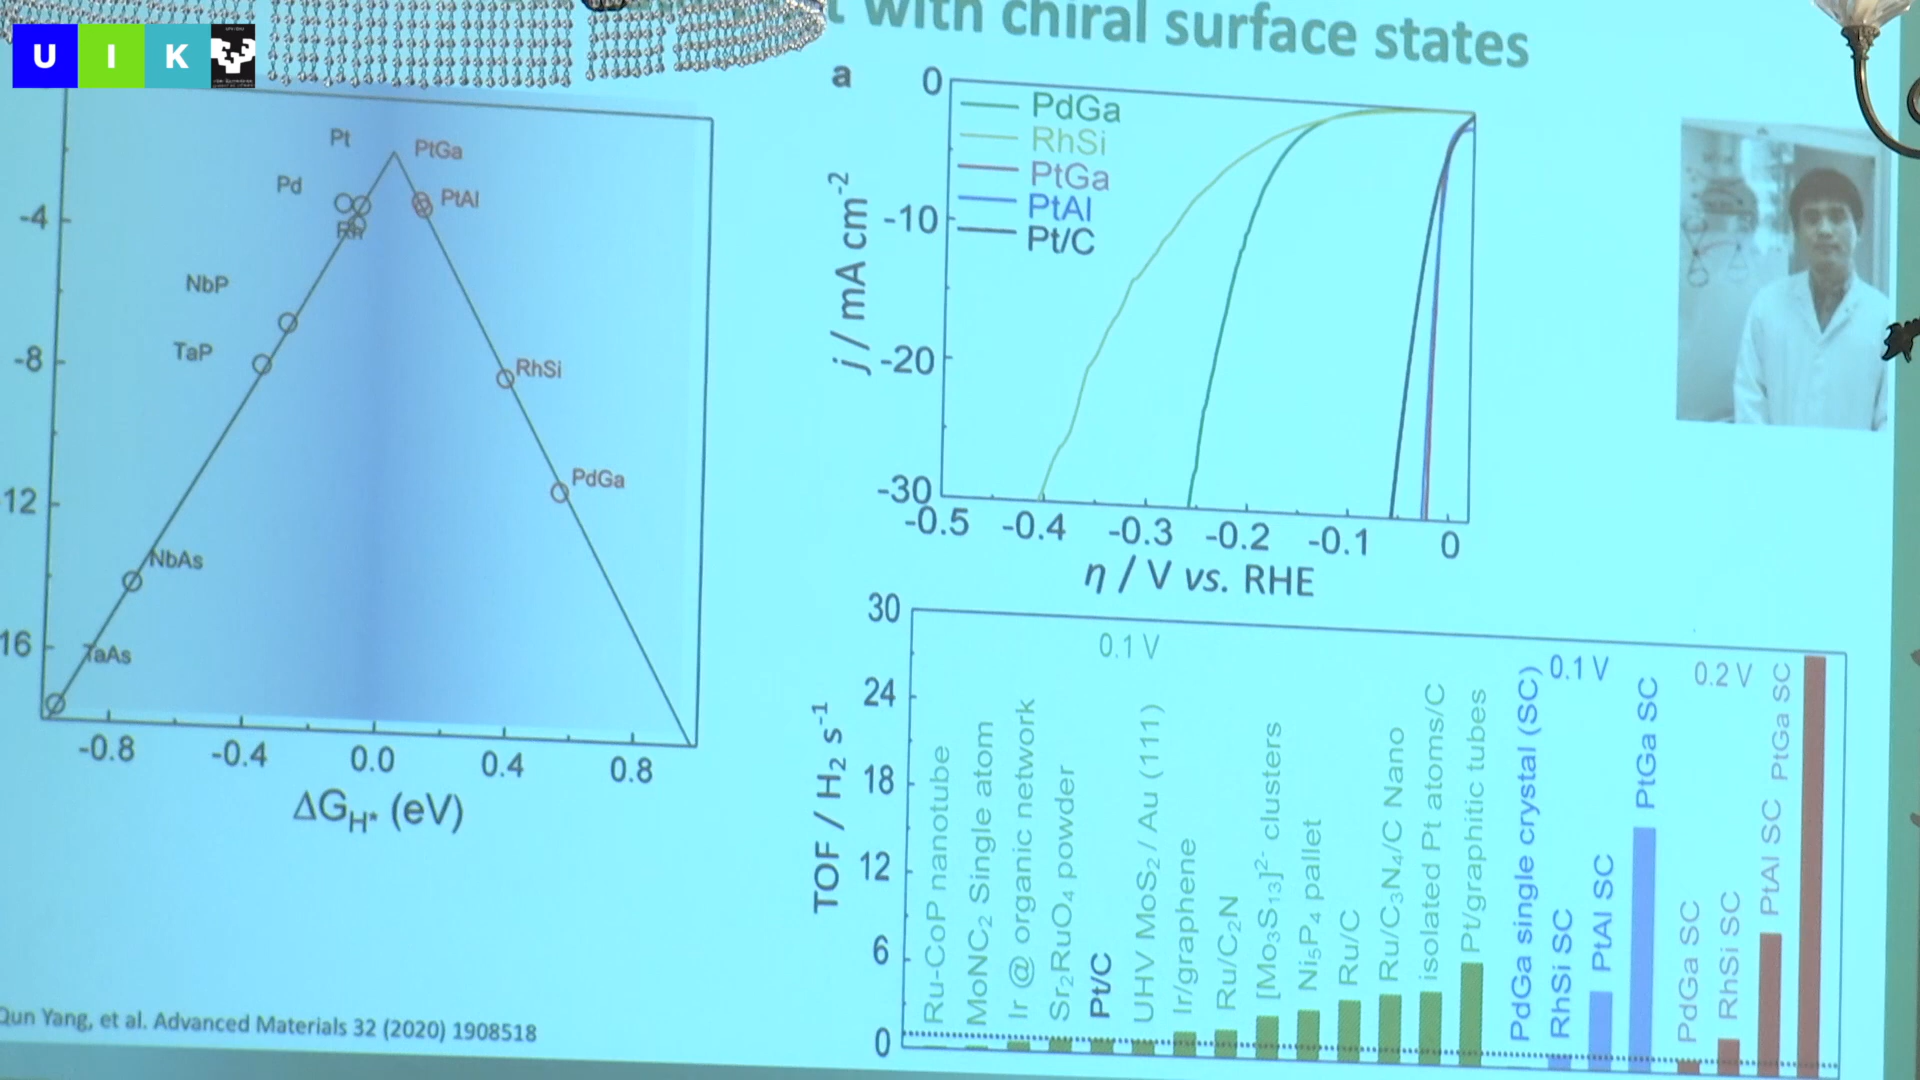 U I K
t with chiral surface states
Pt
PtGa
Pd
PtAl
NbP
TaP
RhSi
PdGa
NbAs
TaAs
-4
-8
12
16
-0.8 -0.4 0.0 0.4 0.8
ΔG_H* (eV)
Qun Yang, et al. Advanced Materials 32 (2020) 1908518
a
0
-10
-20
-30
j / mA cm⁻²
PdGa
RhSi
PtGa
PtAl
Pt/C
-0.5 -0.4 -0.3 -0.2 -0.1 0
η / V vs. RHE
30
24
18
12
6
0
TOF / H₂ s⁻¹
0.1 V
0.1 V
0.2 V
Ru-CoP nanotube
MoNC₂ Single atom
Ir @ organic network
Sr₂RuO₄ powder
Pt/C
UHV MoS₂ / Au (111)
Ir/graphene
Ru/C₂N
[Mo₃S₁₃]²⁻ clusters
Ni₅P₄ pallet
Ru/C
Ru/C₃N₄/C Nano
isolated Pt atoms/C
Pt/graphitic tubes
PdGa single crystal (SC)
RhSi SC
PtAl SC
PtGa SC
PdGa SC
RhSi SC
PtAl SC
PtGa SC